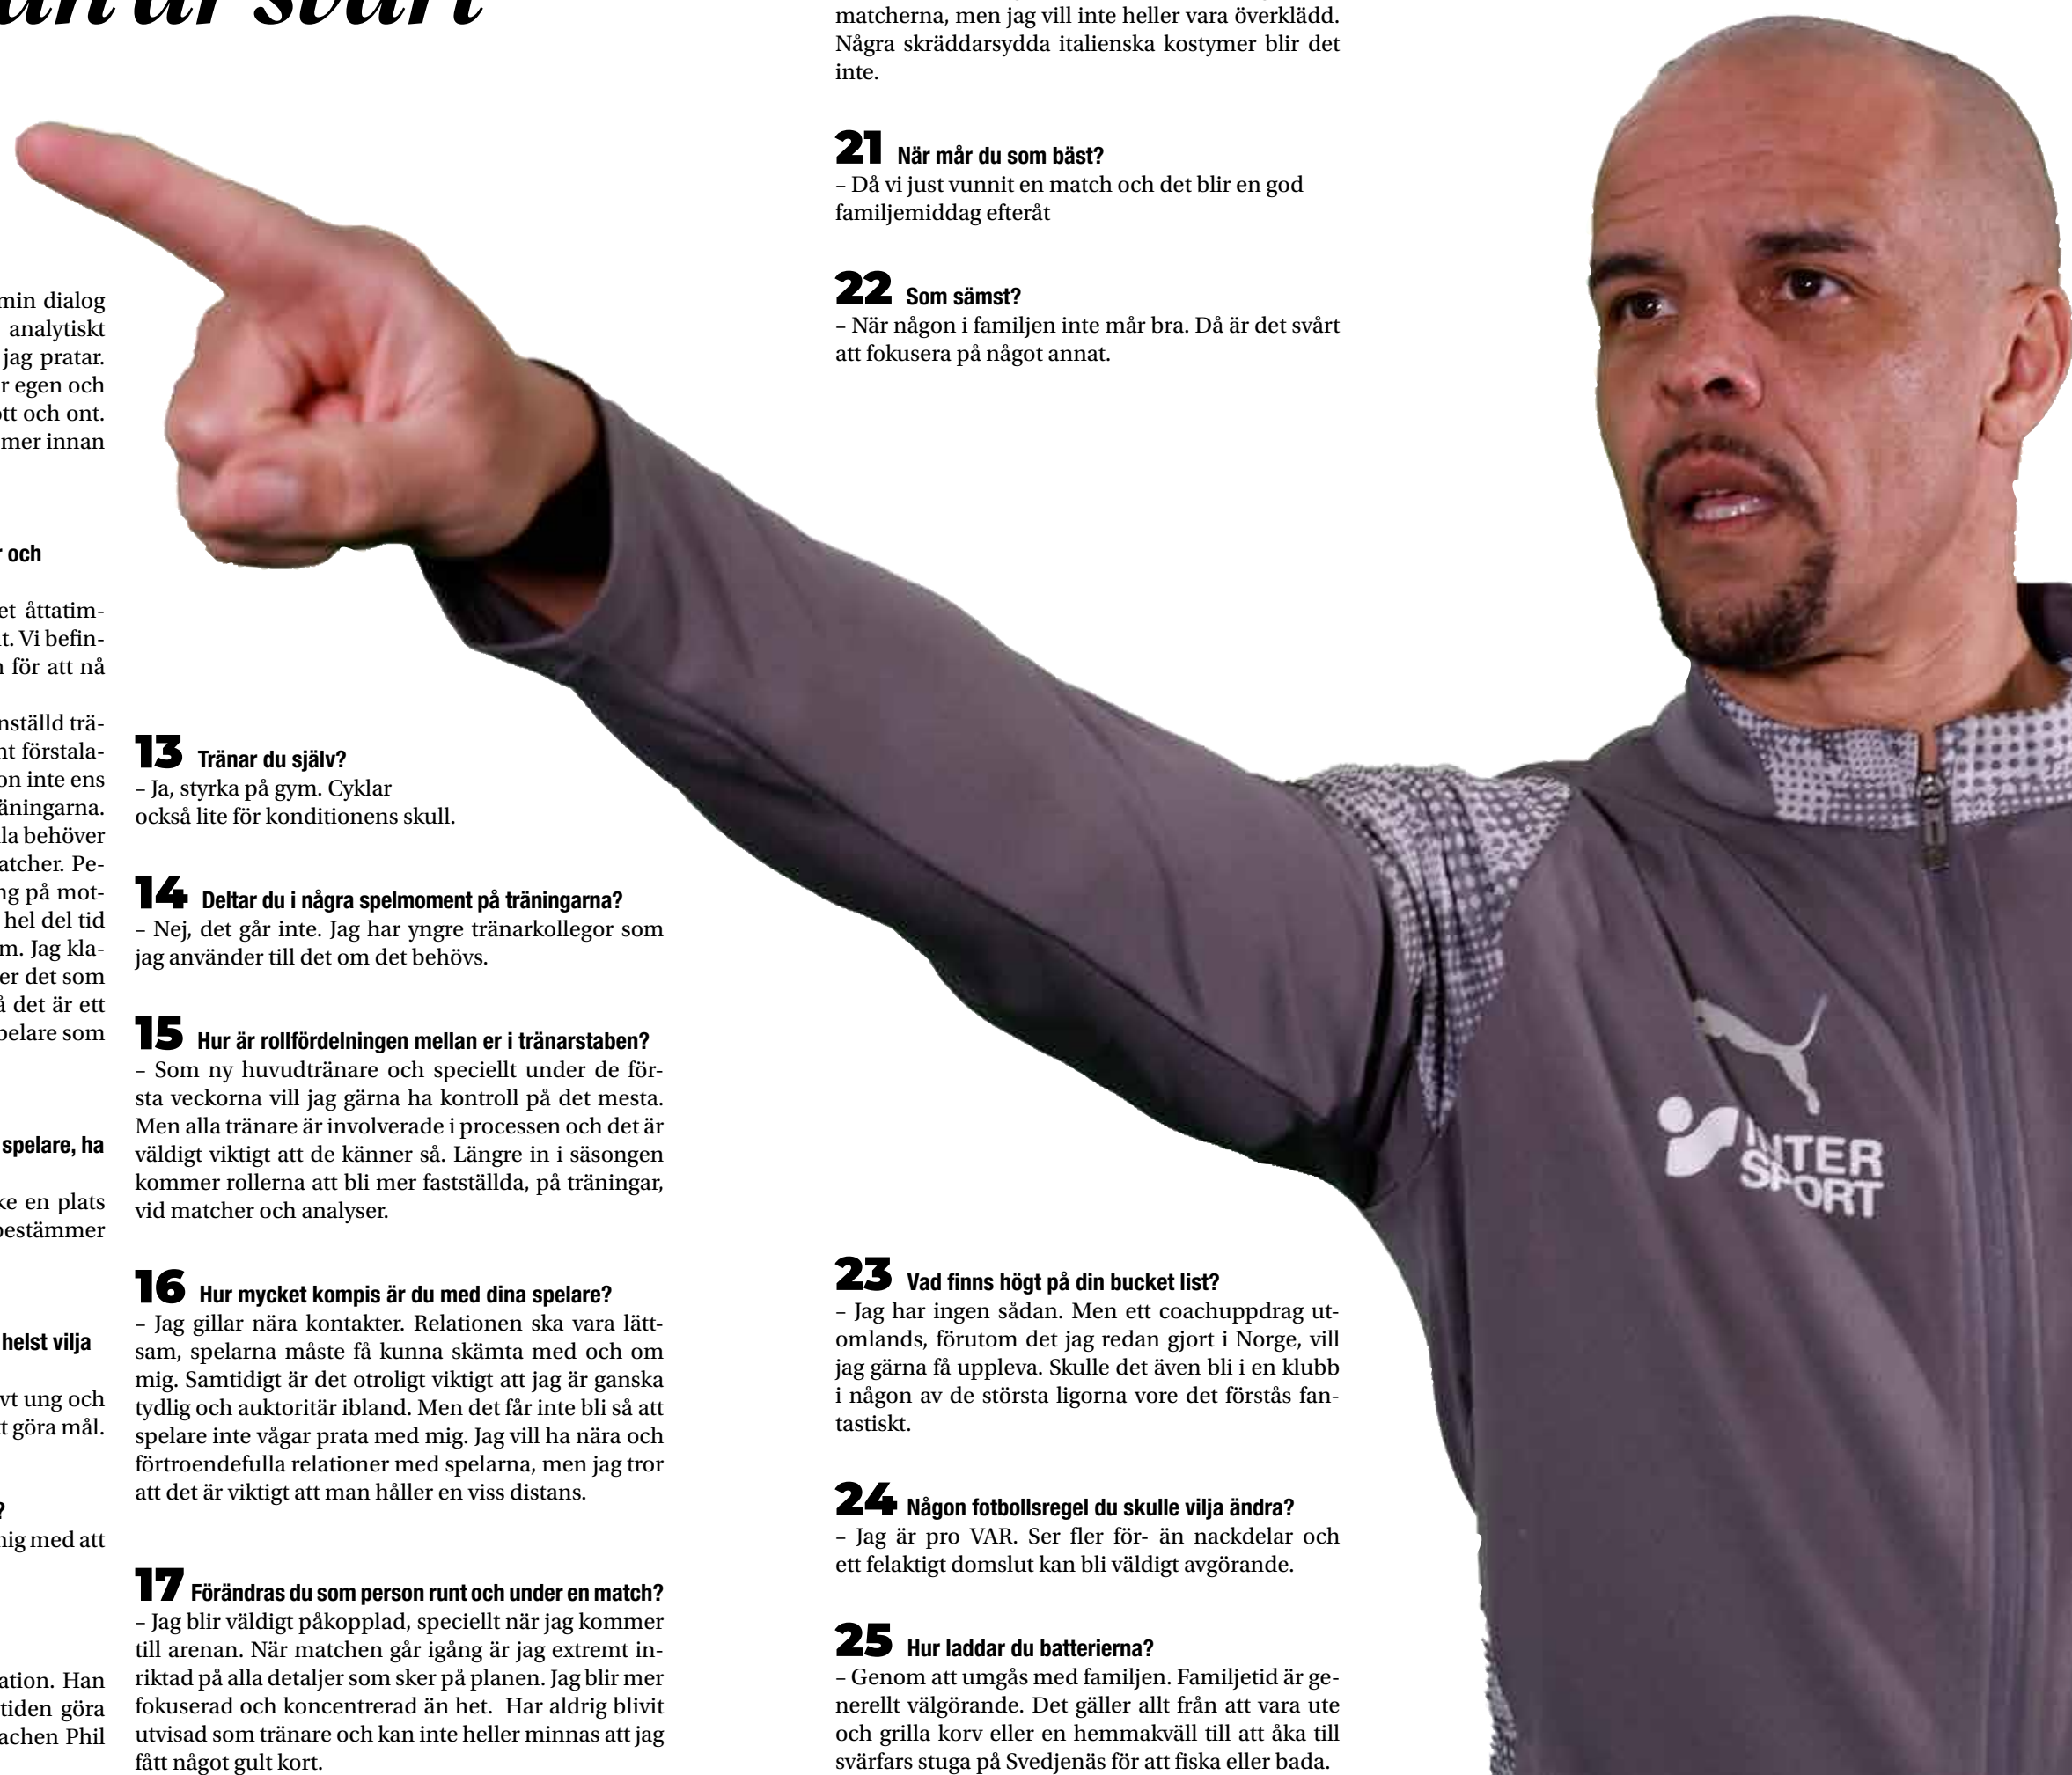 är svårt
min dialog
analytiskt
jag pratar.
egen och
och ont.
innan
och
et åttatim-
Vi befin-
för att nå
trä-
förstala-
inte ens
behöver
Pe-
på mot-
hel del tid
Jag kla-
det som
det är ett
som
spelare, ha
en plats
bestämmer
helst vilja
ung och
göra mål.
?
med att
Han
tiden göra
Phil
13 Tränar du själv?
– Ja, styrka på gym. Cyklar
också lite för konditionens skull.
14 Deltar du i några spelmoment på träningarna?
– Nej, det går inte. Jag har yngre tränarkollegor som
jag använder till det om det behövs.
15 Hur är rollfördelningen mellan er i tränarstaben?
– Som ny huvudtränare och speciellt under de för-
sta veckorna vill jag gärna ha kontroll på det mesta.
Men alla tränare är involverade i processen och det är
väldigt viktigt att de känner så. Längre in i säsongen
kommer rollerna att bli mer fastställda, på träningar,
vid matcher och analyser.
16 Hur mycket kompis är du med dina spelare?
– Jag gillar nära kontakter. Relationen ska vara lätt-
sam, spelarna måste få kunna skämta med och om
mig. Samtidigt är det otroligt viktigt att jag är ganska
tydlig och auktoritär ibland. Men det får inte bli så att
spelare inte vågar prata med mig. Jag vill ha nära och
förtroendefulla relationer med spelarna, men jag tror
att det är viktigt att man håller en viss distans.
17 Förändras du som person runt och under en match?
– Jag blir väldigt påkopplad, speciellt när jag kommer
till arenan. När matchen går igång är jag extremt in-
riktad på alla detaljer som sker på planen. Jag blir mer
fokuserad och koncentrerad än het. Har aldrig blivit
utvisad som tränare och kan inte heller minnas att jag
fått något gult kort.
matcherna, men jag vill inte heller vara överklädd.
Några skräddarsydda italienska kostymer blir det
inte.
21 När mår du som bäst?
– Då vi just vunnit en match och det blir en god
familjemiddag efteråt
22 Som sämst?
– När någon i familjen inte mår bra. Då är det svårt
att fokusera på något annat.
23 Vad finns högt på din bucket list?
– Jag har ingen sådan. Men ett coachuppdrag ut-
omlands, förutom det jag redan gjort i Norge, vill
jag gärna få uppleva. Skulle det även bli i en klubb
i någon av de största ligorna vore det förstås fan-
tastiskt.
24 Någon fotbollsregel du skulle vilja ändra?
– Jag är pro VAR. Ser fler för- än nackdelar och
ett felaktigt domslut kan bli väldigt avgörande.
25 Hur laddar du batterierna?
– Genom att umgås med familjen. Familjetid är ge-
nerellt välgörande. Det gäller allt från att vara ute
och grilla korv eller en hemmakväll till att åka till
svärfars stuga på Svedjenäs för att fiska eller bada.
INTER
SPORT